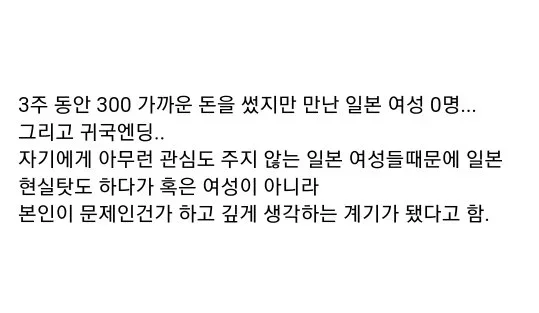 3주 동안 300 가까운 돈을 썼지만 만난 일본 여성 0명...
그리고 귀국엔딩..
자기에게 아무런 관심도 주지 않는 일본 여성들때문에 일본
현실탓도 하다가 혹은 여성이 아니라
본인이 문제인건가 하고 깊게 생각하는 계기가 됐다고 함.